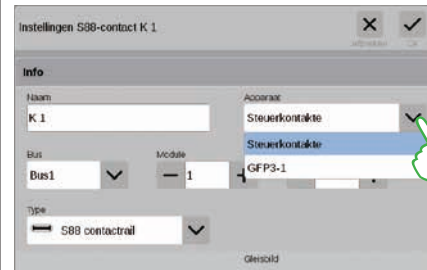 Instellingen S88-contact K 1
Afbreken Ok
Info
Naam Apparaat
K 1 Steuerkontakte
Steuerkontakte
Bus Module
Bus1 1
GFP3-1
Type
S88 contactrail
Gleisbild